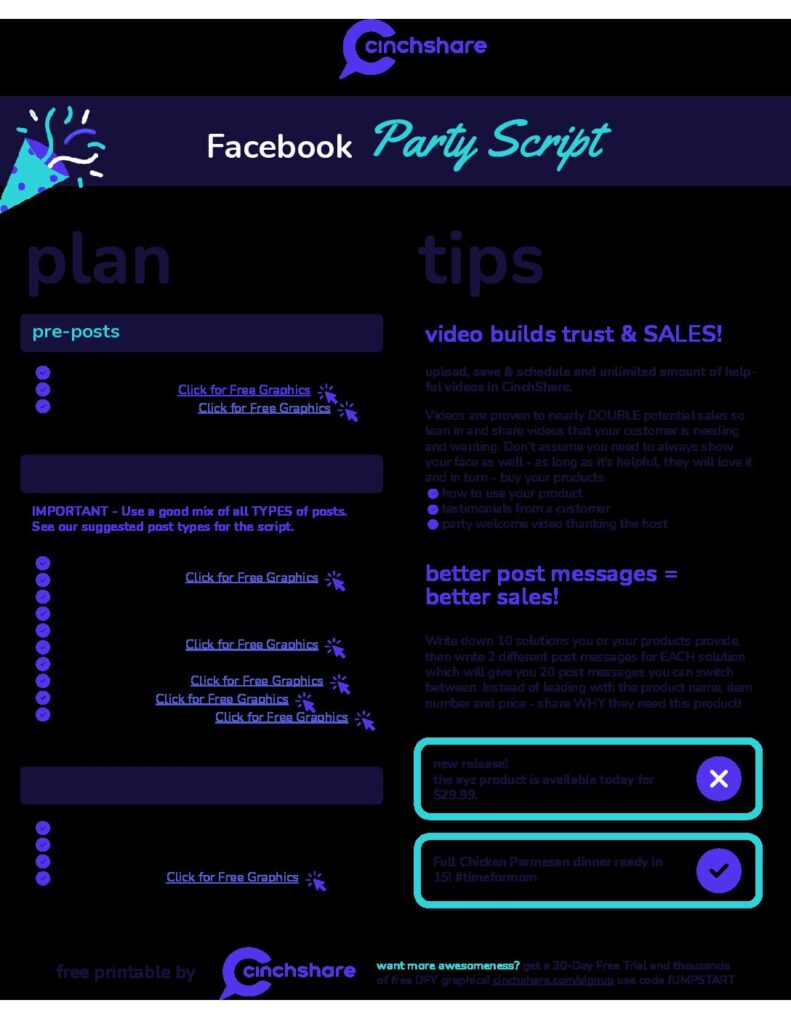 cinchshare
Facebook Party Script
plan
pre-posts
Click for Free Graphics
Click for Free Graphics
IMPORTANT - Use a good mix of all TYPES of posts.
See our suggested post types for the script.
Click for Free Graphics
Click for Free Graphics
Click for Free Graphics
Click for Free Graphics
Click for Free Graphics
Click for Free Graphics
tips
video builds trust & SALES!
upload, save & schedule and unlimited amount of help-
ful videos in CinchShare.
Videos are proven to nearly DOUBLE potential sales so
lean in and share videos that your customer is needing
and wanting. Don't assume you need to always show
your face as well - as long as it's helpful, they will love it
and in turn - buy your products.
how to use your product
testimonials from a customer
party welcome video thanking the host
better post messages =
better sales!
Write down 10 solutions you or your products provide,
then write 2 different post messages for EACH solution
which will give you 20 post messages you can switch
between. Instead of leading with the product name, item
number and price - share WHY they need this product!
new release!
the xyz product is available today for
$29.99.
Full Chicken Parmesan dinner ready in
15! #timeformom
free printable by cinchshare
want more awesomeness? get a 30-Day Free Trial and thousands
of free DFY graphics! cinchshare.com/signup use code JUMPSTART